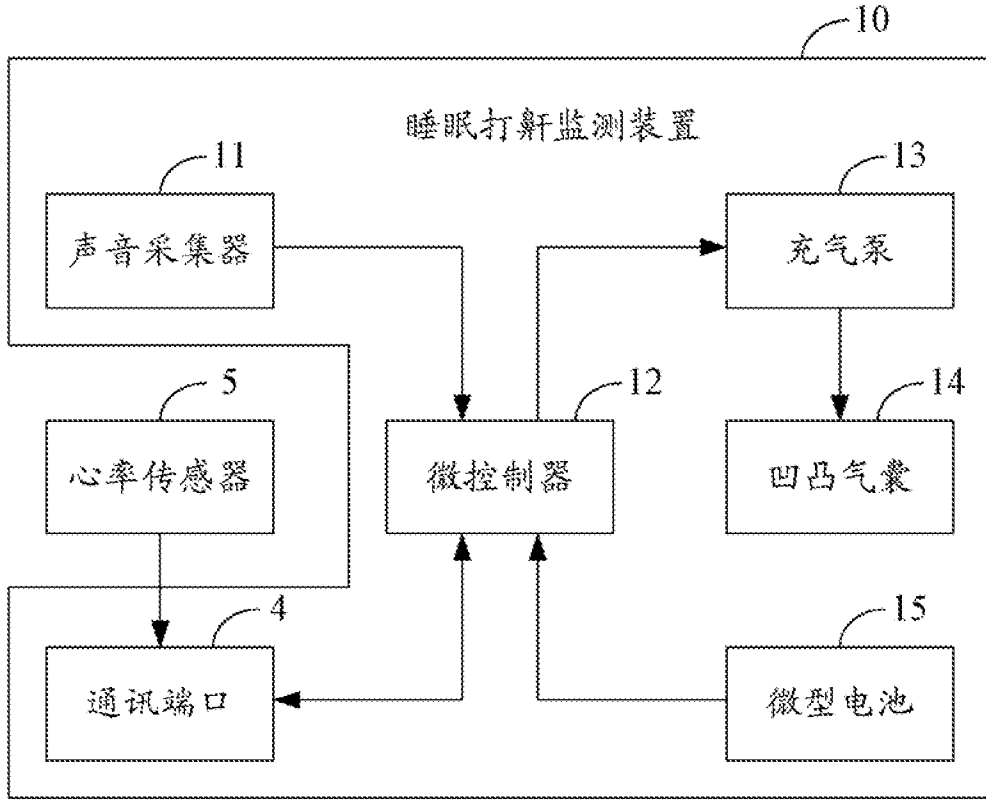 10
睡眠打鼾监测装置
11
13
声音采集器
充气泵
5
12
14
心率传感器
微控制器
凹凸气囊
4
15
通讯端口
微型电池